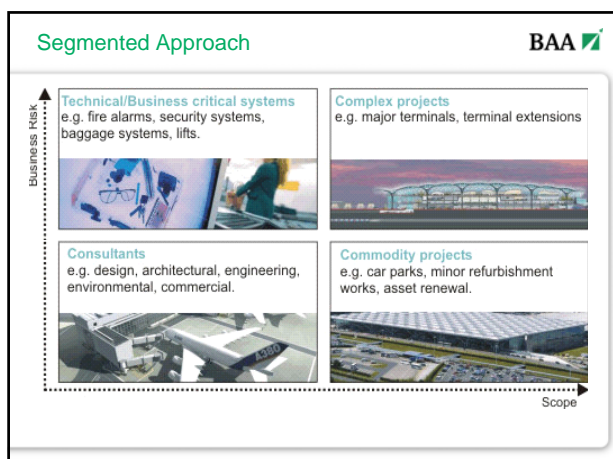 Segmented Approach
BAA
Technical/Business critical systems
e.g. fire alarms, security systems,
baggage systems, lifts.
Complex projects
e.g. major terminals, terminal extensions
Business Risk
Consultants
e.g. design, architectural, engineering,
environmental, commercial.
Commodity projects
e.g. car parks, minor refurbishment
works, asset renewal.
A380
Scope